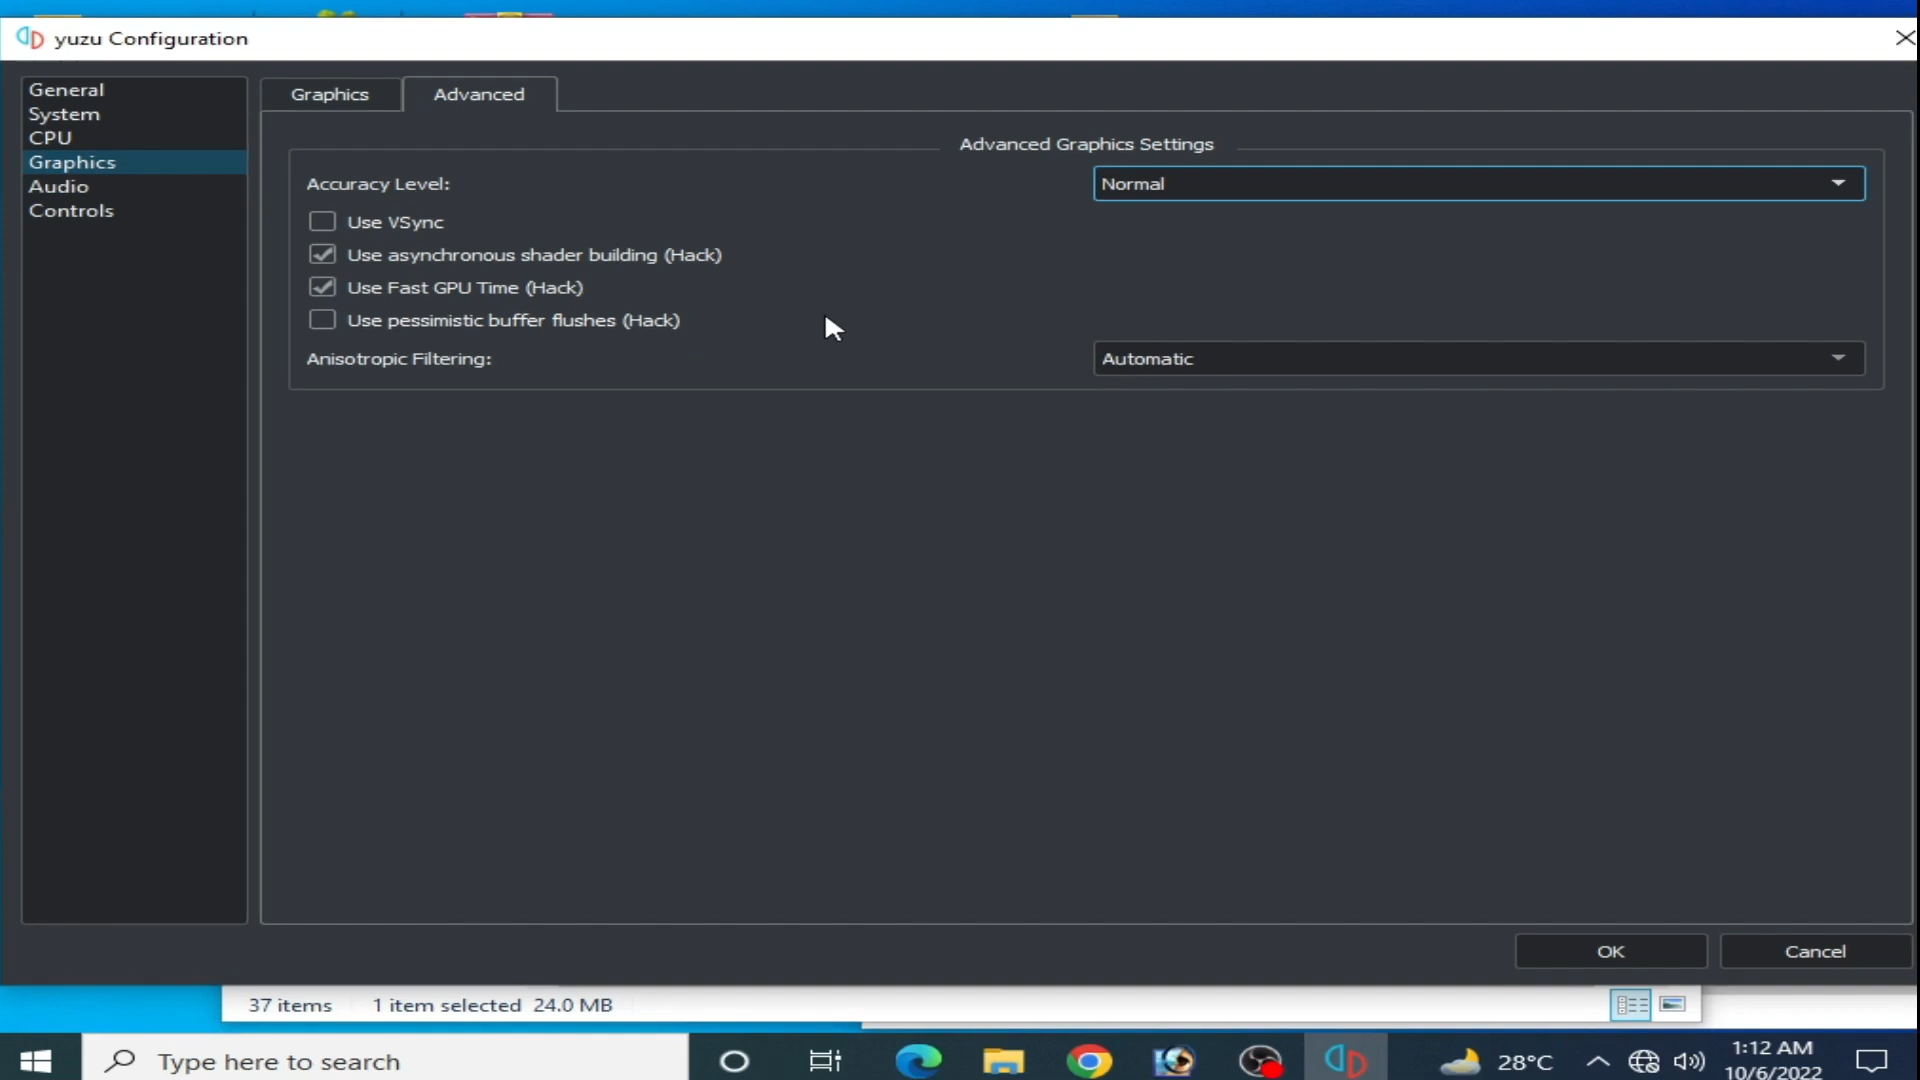 yuzu Configuration
General
System
CPU
Graphics
Audio
Controls
Graphics
Advanced
Advanced Graphics Settings
Accuracy Level:
Normal
Use VSync
Use asynchronous shader building (Hack)
Use Fast GPU Time (Hack)
Use pessimistic buffer flushes (Hack)
Anisotropic Filtering:
Automatic
OK
Cancel
37 items
1 item selected 24.0 MB
Type here to search
28°C
1:12 AM
10/6/2022